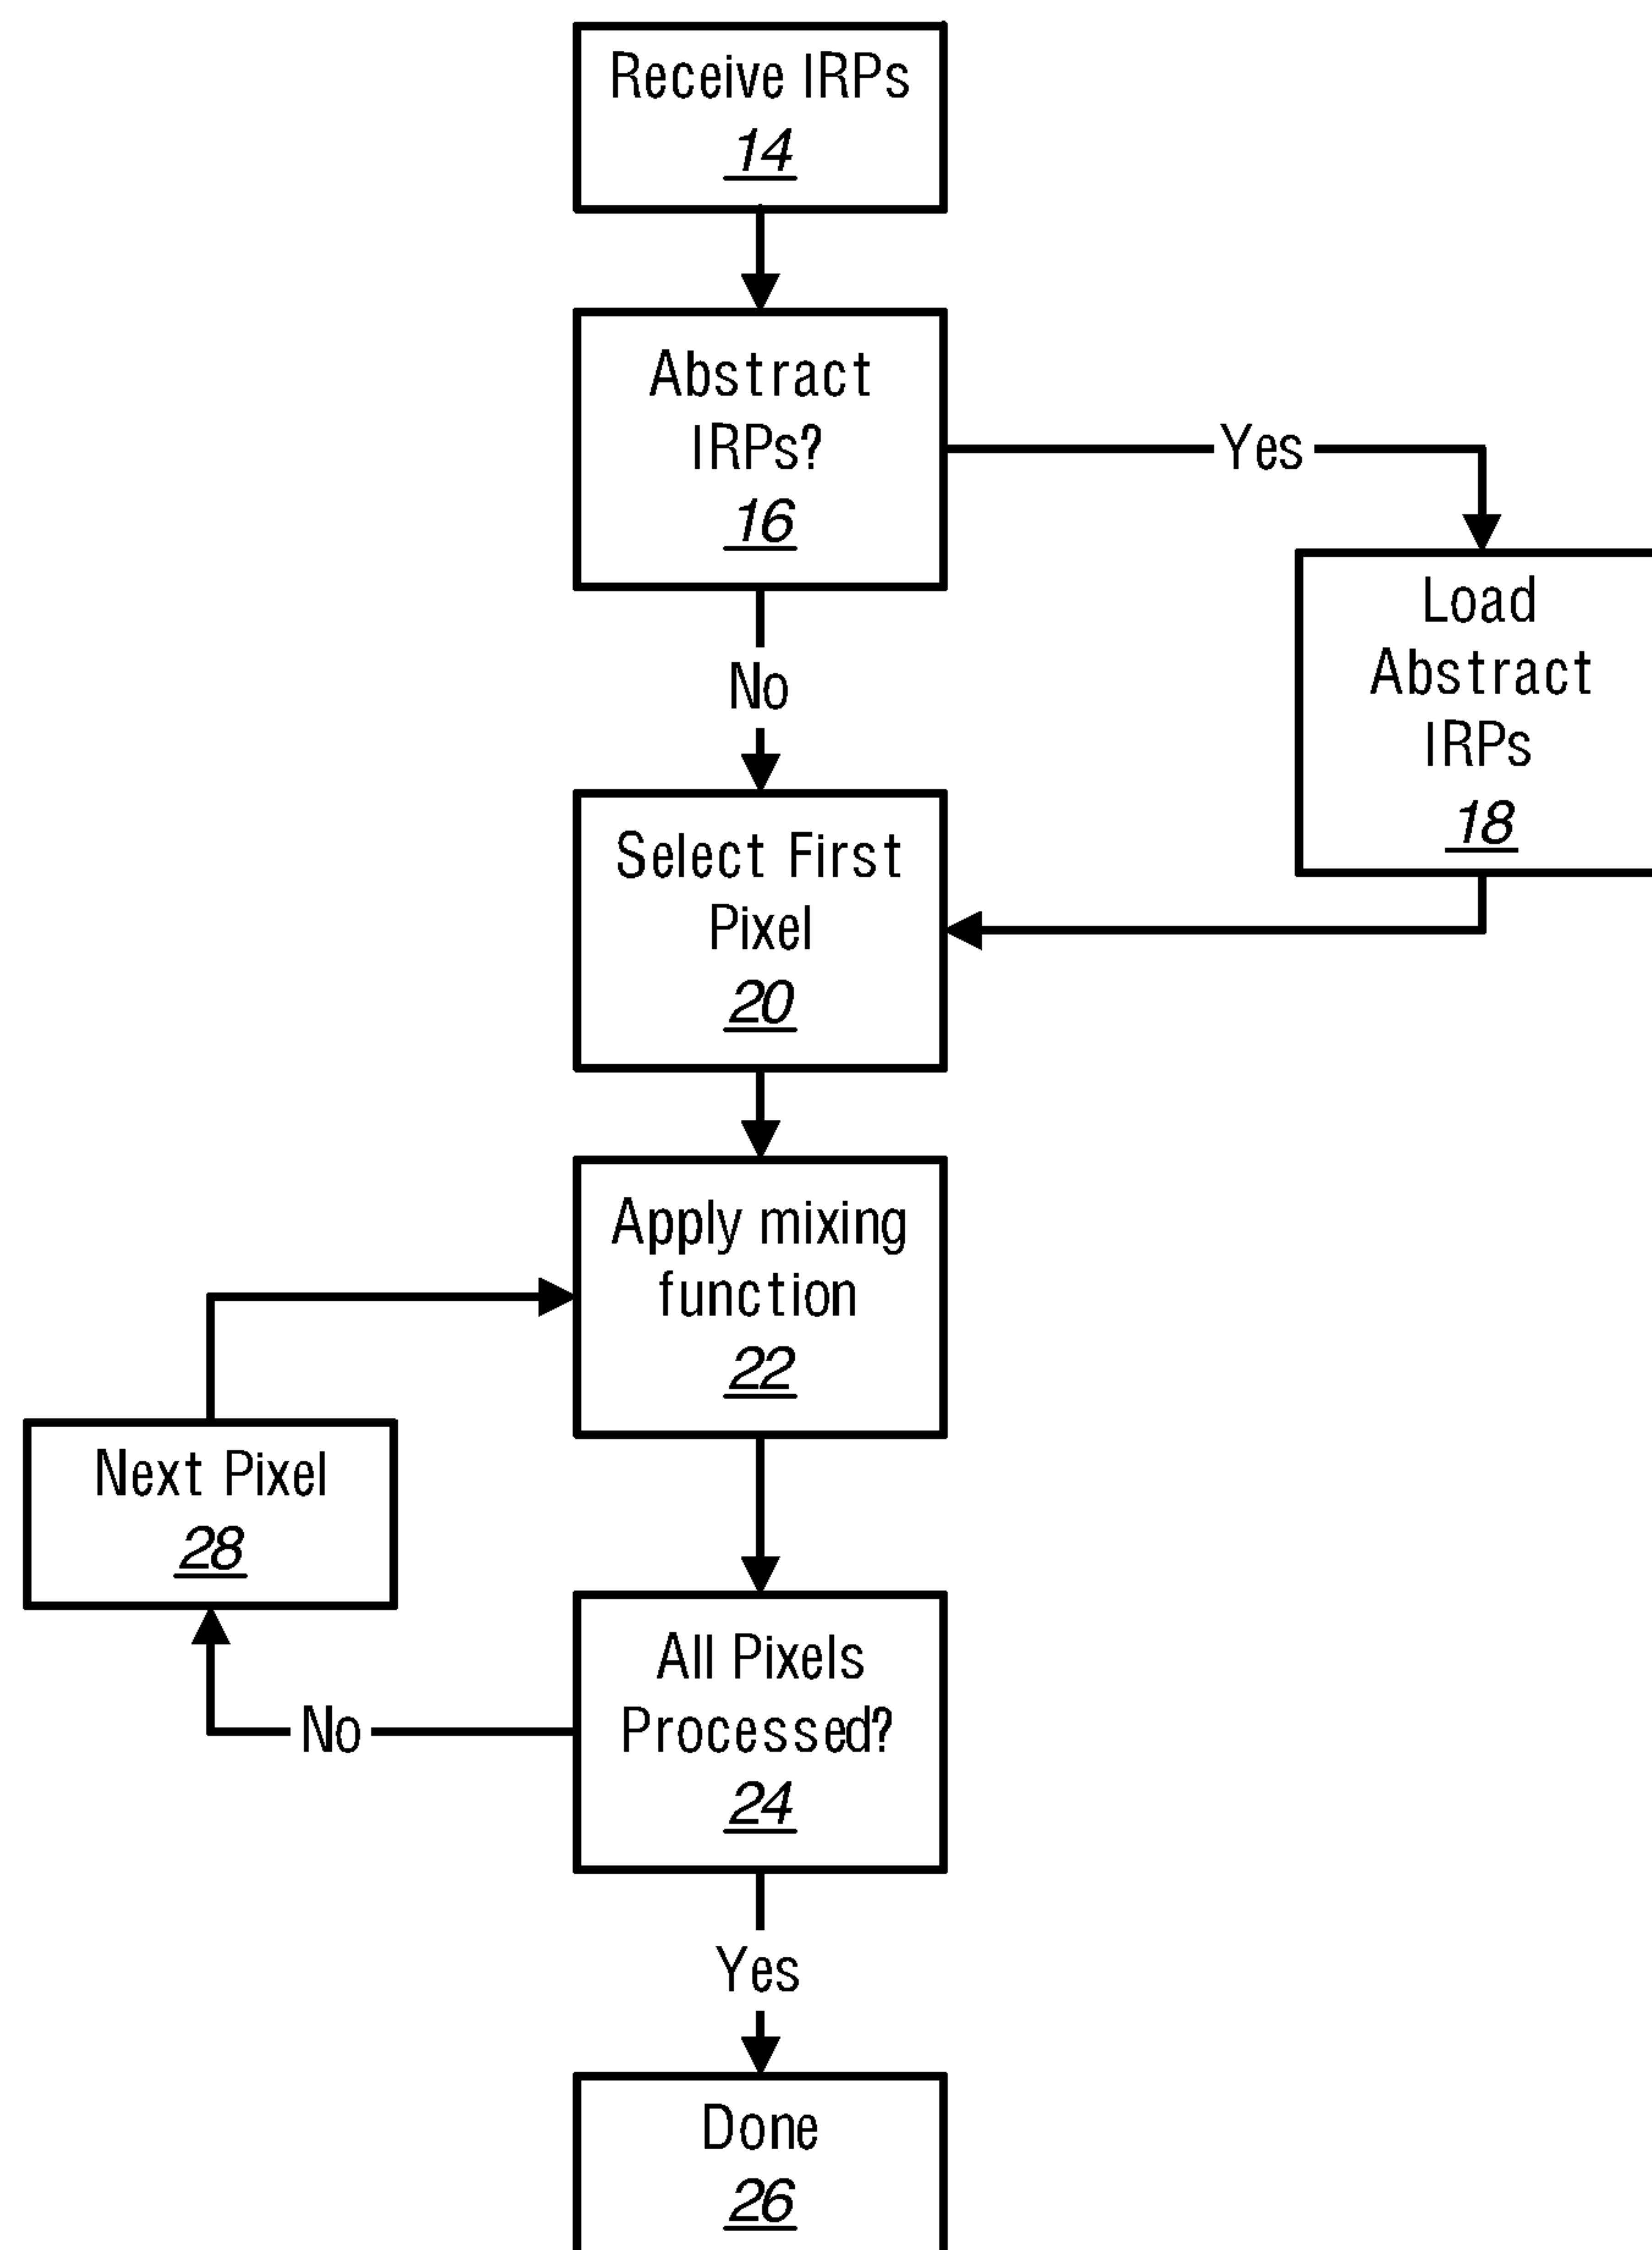 Receive IRPs
14
Abstract
IRPs?
16
Yes
Load
Abstract
IRPs
18
No
Select First
Pixel
20
Apply mixing
function
22
Next Pixel
28
All Pixels
Processed?
24
No
Yes
Done
26